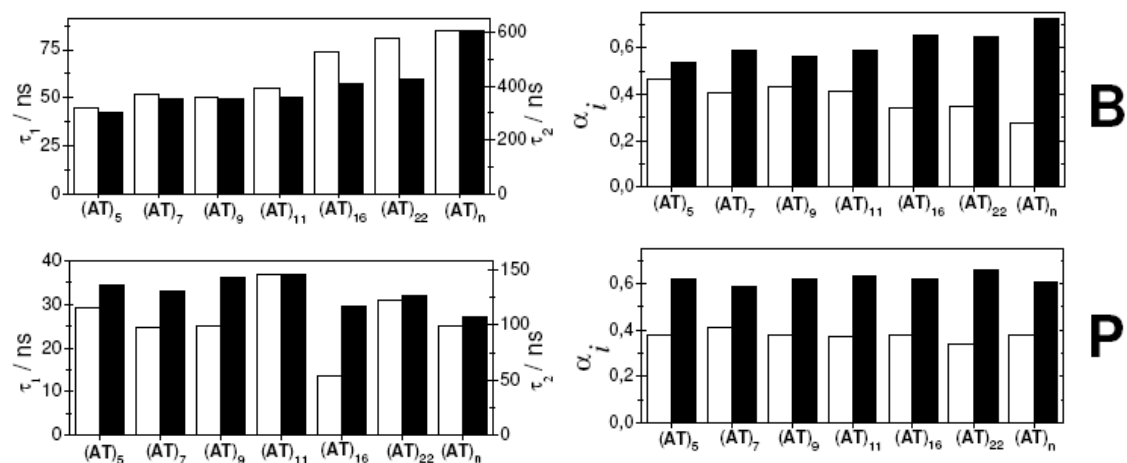 75
50
25
0
τ₁ / ns
600
400
200
0
τ₂ / ns
(AT)₅ (AT)₇ (AT)₉ (AT)₁₁ (AT)₁₆ (AT)₂₂ (AT)ₙ
0,6
0,4
0,2
0,0
αᵢ
(AT)₅ (AT)₇ (AT)₉ (AT)₁₁ (AT)₁₆ (AT)₂₂ (AT)ₙ
B
40
30
20
10
0
τ₁ / ns
150
100
50
0
τ₂ / ns
(AT)₅ (AT)₇ (AT)₉ (AT)₁₁ (AT)₁₆ (AT)₂₂ (AT)ₙ
0,6
0,4
0,2
0,0
αᵢ
(AT)₅ (AT)₇ (AT)₉ (AT)₁₁ (AT)₁₆ (AT)₂₂ (AT)ₙ
P